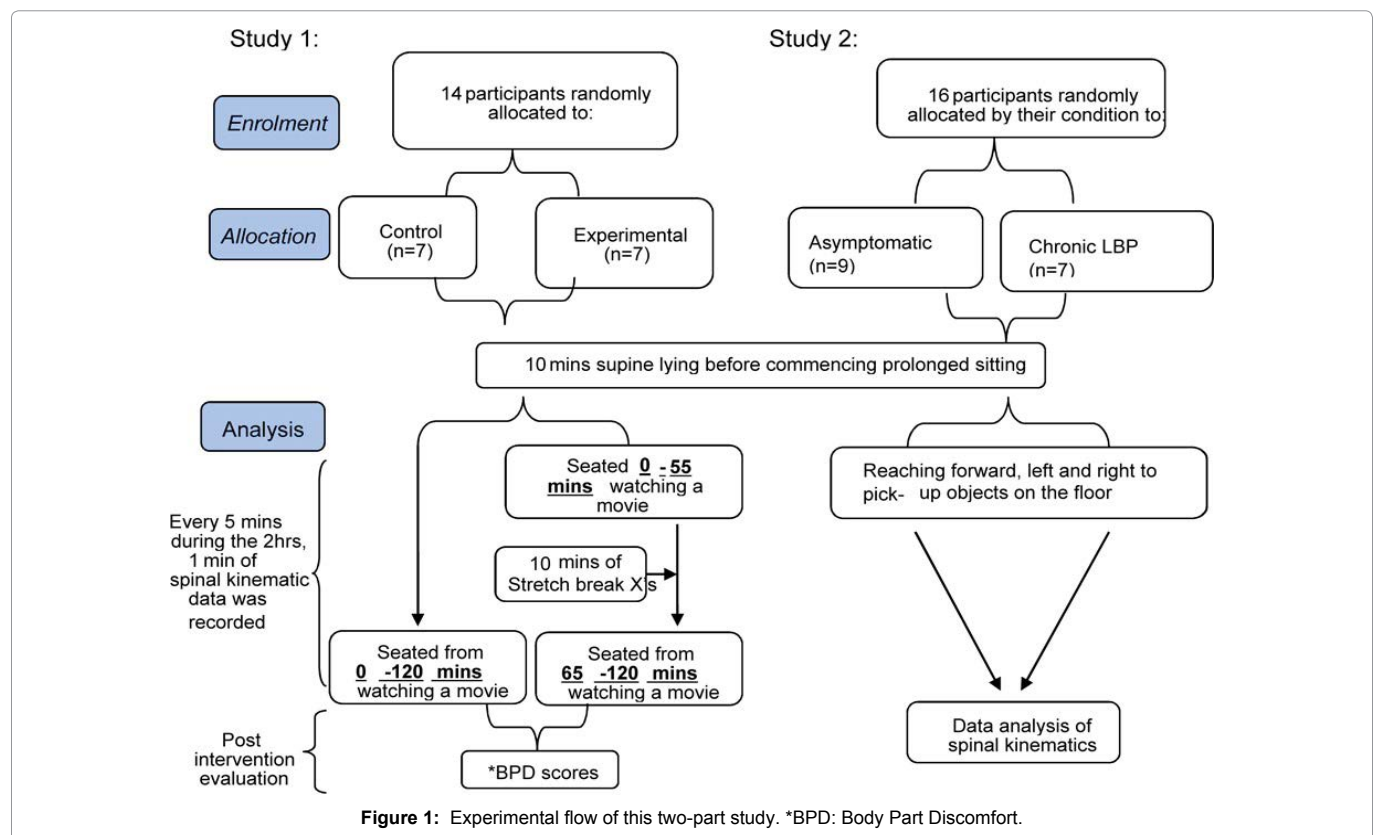 Study 1:
Study 2:
Enrolment
14 participants randomly
allocated to:
16 participants randomly
allocated by their condition to:
Allocation
Control
(n=7)
Experimental
(n=7)
Asymptomatic
(n=9)
Chronic LBP
(n=7)
10 mins supine lying before commencing prolonged sitting
Analysis
Every 5 mins
during the 2hrs,
1 min of
spinal kinematic
data was
recorded
Seated 0 - 55
mins watching a
movie
10 mins of
Stretch break X's
Seated from
0 -120 mins
watching a movie
Seated from
65 -120 mins
watching a movie
Reaching forward, left and right to
pick- up objects on the floor
Post
intervention
evaluation
*BPD scores
Data analysis of
spinal kinematics
Figure 1: Experimental flow of this two-part study. *BPD: Body Part Discomfort.